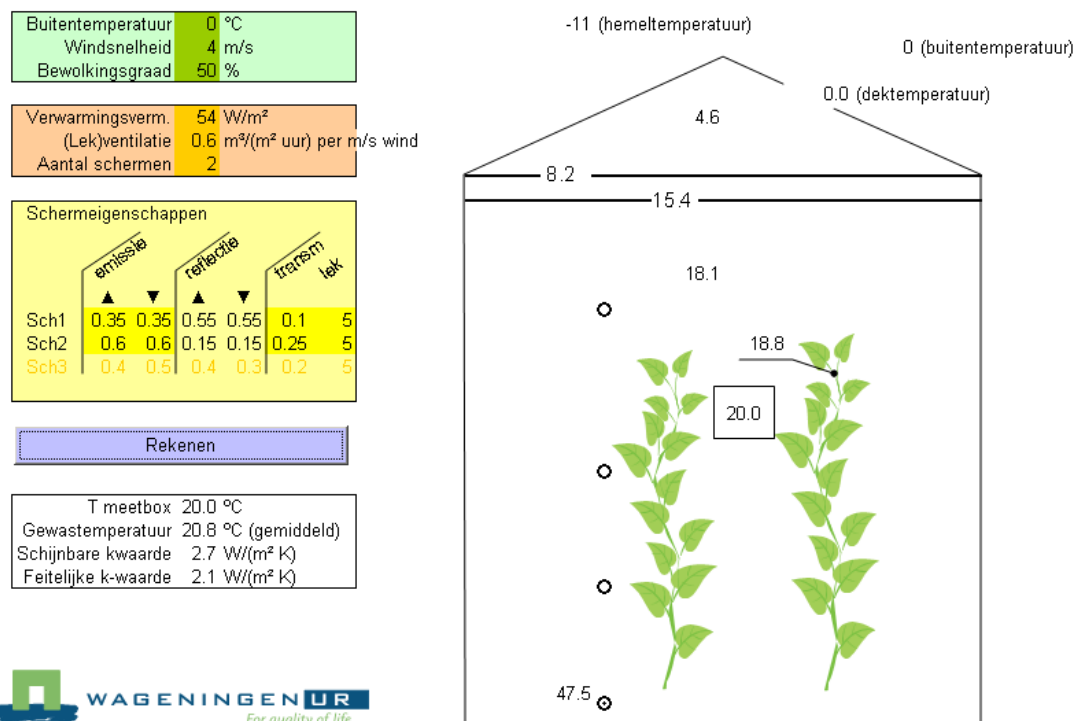 Buitentemperatuur 0 °C
Windsnelheid 4 m/s
Bewolkingsgraad 50 %
Verwarmingsverm. 54 W/m²
(Lek)ventilatie 0.6 m³/(m² uur) per m/s wind
Aantal schermen 2
Schermeigenschappen
emissie reflectie transm lek
▲ ▼ ▲ ▼
Sch1 0.35 0.35 0.55 0.55 0.1 5
Sch2 0.6 0.6 0.15 0.15 0.25 5
Sch3 0.4 0.5 0.4 0.3 0.2 5
Rekenen
T meetbox 20.0 °C
Gewastemperatuur 20.8 °C (gemiddeld)
Schijnbare kwaarde 2.7 W/(m² K)
Feitelijke k-waarde 2.1 W/(m² K)
WAGENINGEN UR
For quality of life
-11 (hemeltemperatuur)
0 (buitentemperatuur)
0.0 (dektemperatuur)
4.6
8.2
15.4
18.1
18.8
20.0
47.5